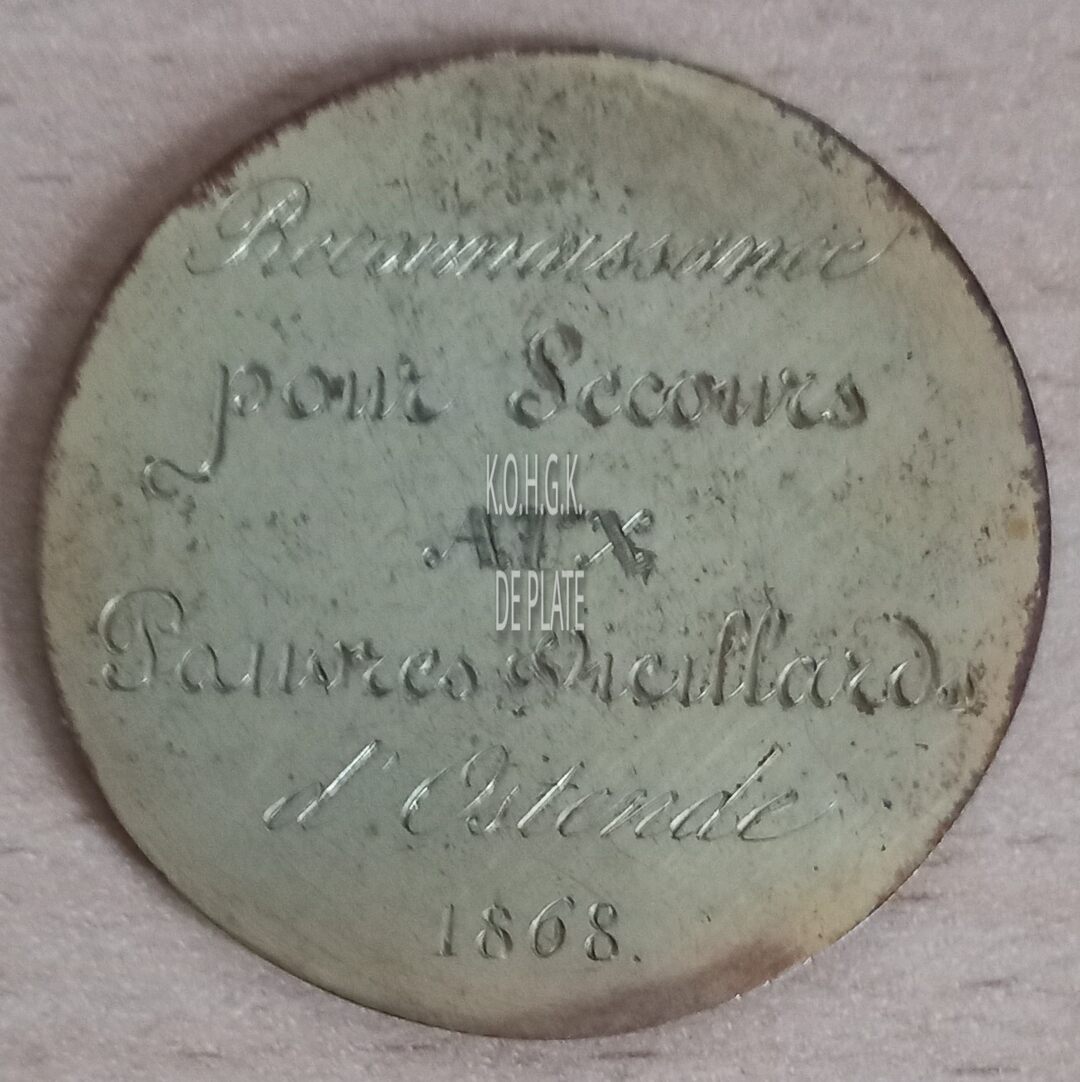 Reconnaissance
pour Secours
K.O.H.G.K.
AUX
DE PLATE
Pauvres Vieillards
d'Ostende
1868.